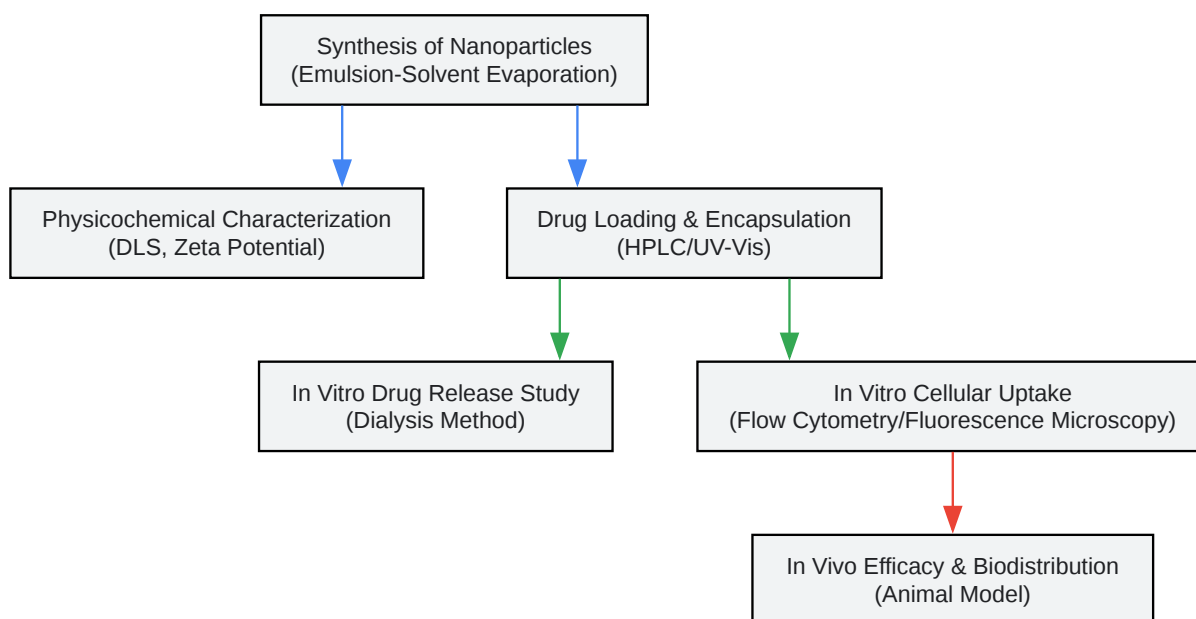 Synthesis of Nanoparticles
(Emulsion-Solvent Evaporation)
Physicochemical Characterization
(DLS, Zeta Potential)
Drug Loading & Encapsulation
(HPLC/UV-Vis)
In Vitro Drug Release Study
(Dialysis Method)
In Vitro Cellular Uptake
(Flow Cytometry/Fluorescence Microscopy)
In Vivo Efficacy & Biodistribution
(Animal Model)